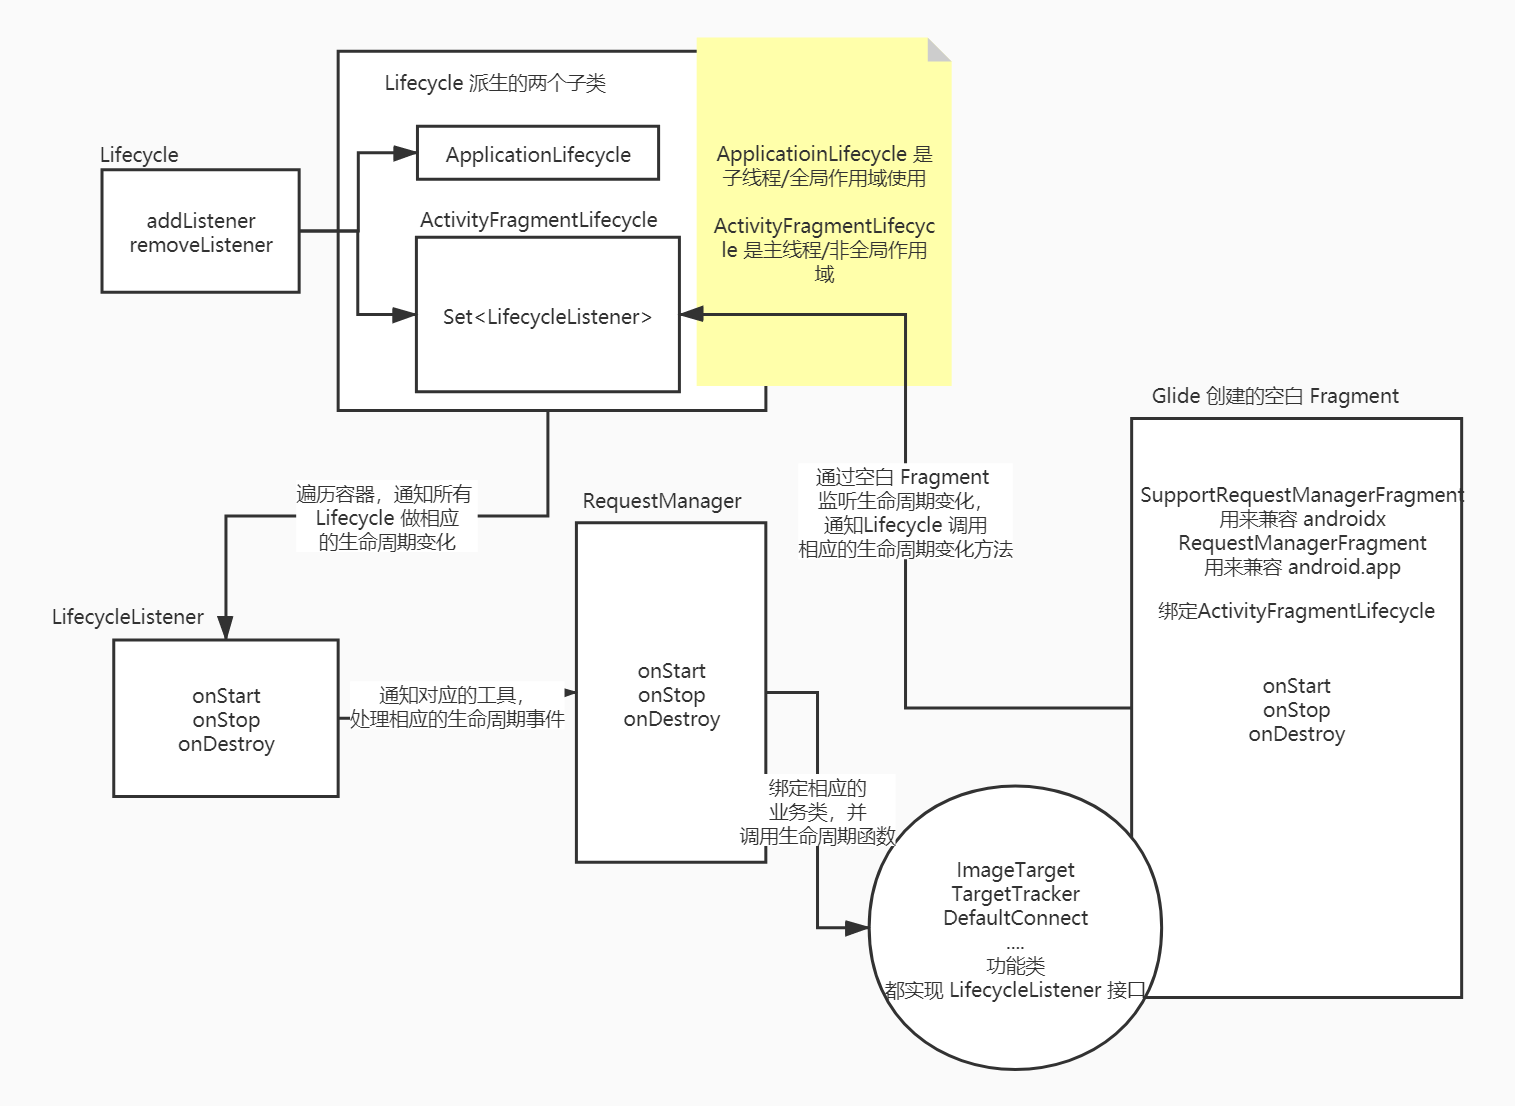 Lifecycle 派生的两个子类
ApplicationLifecycle
Lifecycle
addListener
removeListener
ActivityFragmentLifecycle
Set<LifecycleListener>
ApplicatioinLifecycle 是
子线程/全局作用域使用
ActivityFragmentLifecyc
le 是主线程/非全局作用
域
Glide 创建的空白 Fragment
SupportRequestManagerFragment
用来兼容 androidx
RequestManagerFragment
用来兼容 android.app
绑定ActivityFragmentLifecycle
onStart
onStop
onDestroy
通过空白 Fragment
监听生命周期变化，
通知Lifecycle 调用
相应的生命周期变化方法
遍历容器，通知所有
Lifecycle 做相应
的生命周期变化
RequestManager
onStart
onStop
onDestroy
LifecycleListener
onStart
onStop
onDestroy
通知对应的工具，
处理相应的生命周期事件
绑定相应的
业务类，并
调用生命周期函数
ImageTarget
TargetTracker
DefaultConnect
....
功能类
都实现 LifecycleListener 接口